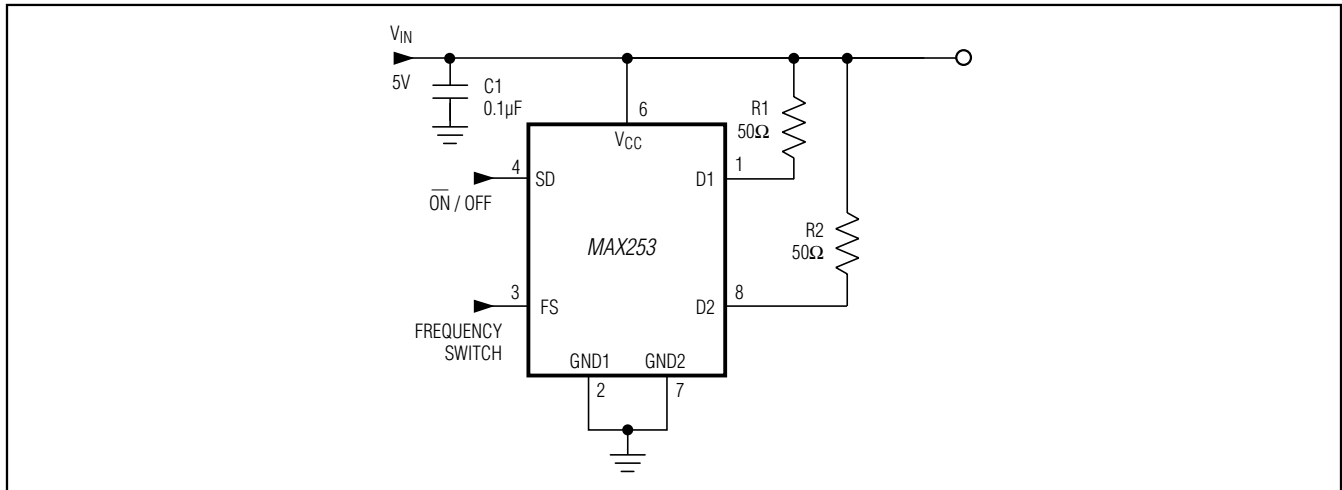 VIN
5V
C1
0.1µF
6
VCC
R1
50Ω
4
SD
D1
1
ON / OFF
R2
50Ω
MAX253
3
FS
D2
8
FREQUENCY
SWITCH
GND1
GND2
2
7